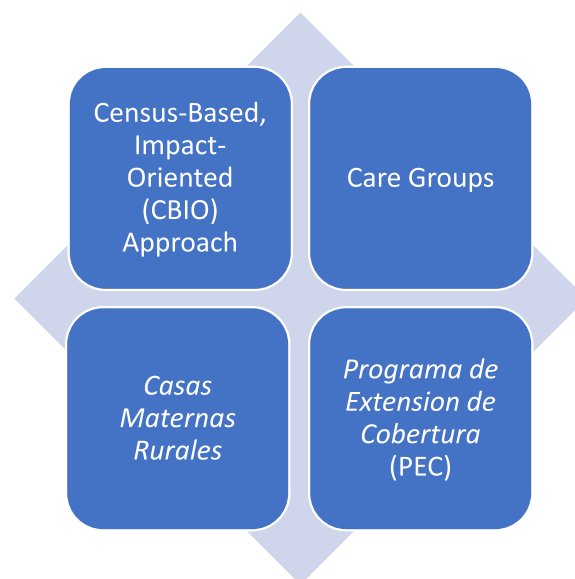 Census-Based,
Impact-
Oriented
(CBIO)
Approach
Care Groups
Casas
Maternas
Rurales
Programa de
Extension de
Cobertura
(PEC)